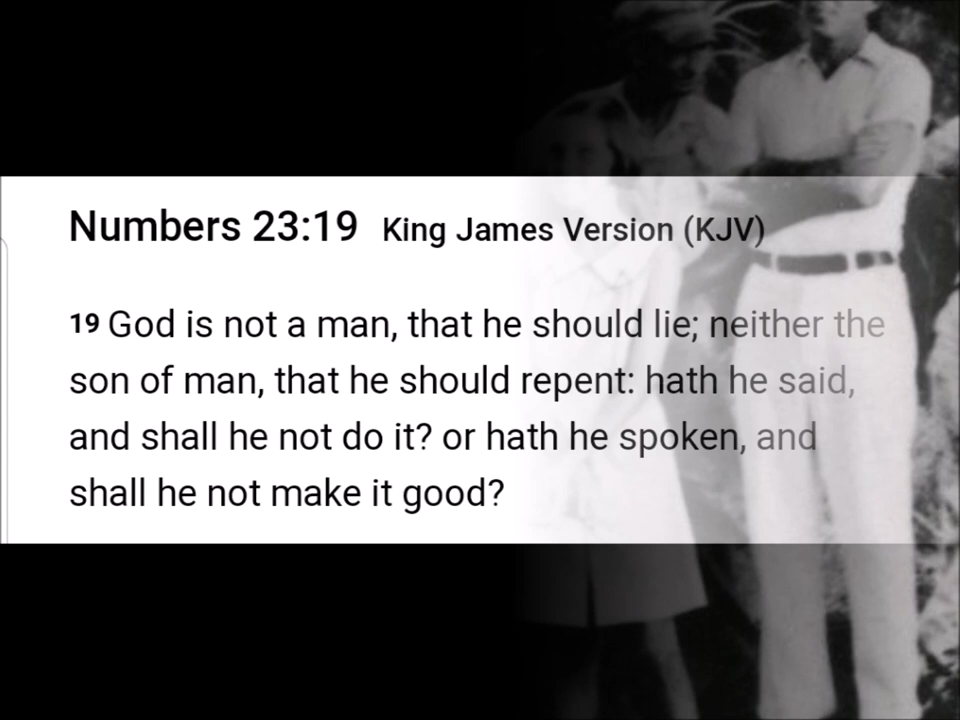 Numbers 23:19 King James Version (KJV)
19 God is not a man, that he should lie; neither the
son of man, that he should repent: hath he said,
and shall he not do it? or hath he spoken, and
shall he not make it good?